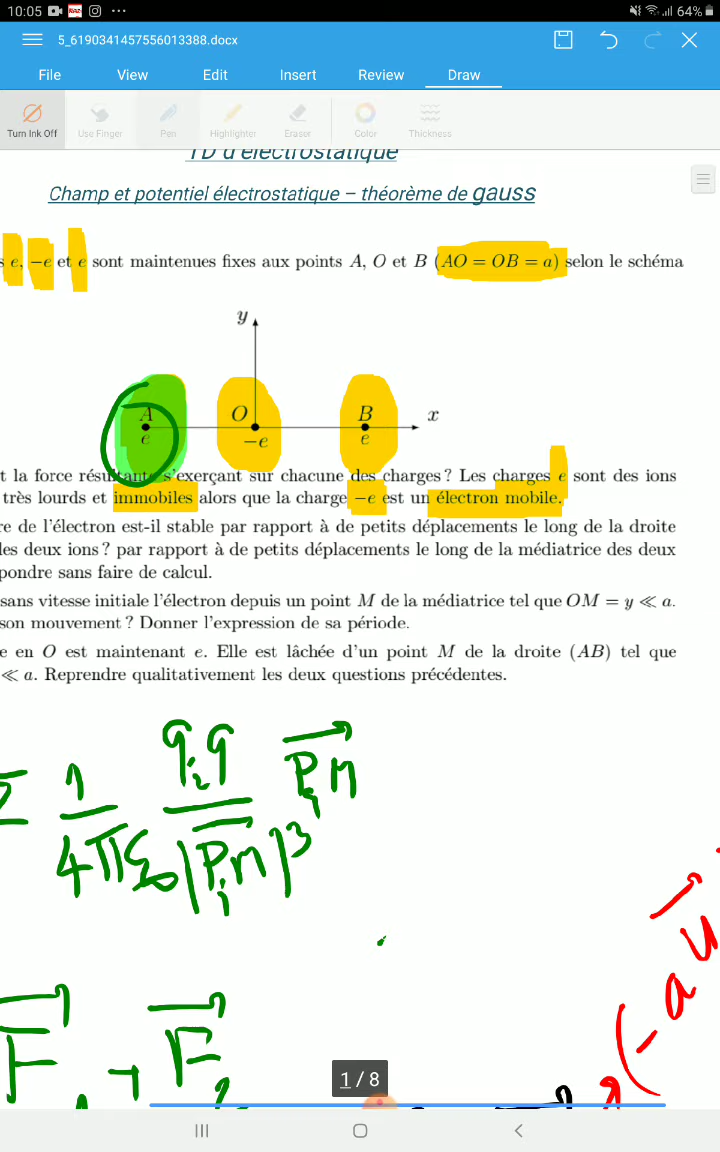 10:05 64%
5_6190341457556013388.docx
File View Edit Insert Review Draw
Turn Ink Off Use Finger Pen Highlighter Eraser Color Thickness
TD d'électrostatique
Champ et potentiel électrostatique – théorème de gauss
s e, −e et e sont maintenues fixes aux points A, O et B (AO = OB = a) selon le schéma
y
A O B x
e −e e
t la force résultante s'exerçant sur chacune des charges ? Les charges e sont des ions
très lourds et immobiles alors que la charge −e est un électron mobile.
re de l'électron est-il stable par rapport à de petits déplacements le long de la droite
les deux ions ? par rapport à de petits déplacements le long de la médiatrice des deux
pondre sans faire de calcul.
sans vitesse initiale l'électron depuis un point M de la médiatrice tel que OM = y ≪ a.
son mouvement ? Donner l'expression de sa période.
e en O est maintenant e. Elle est lâchée d'un point M de la droite (AB) tel que
≪ a. Reprendre qualitativement les deux questions précédentes.
1 qᵢq PᵢM
4πε₀ |PᵢM|³
(-a u
F + F₂
1 / 8